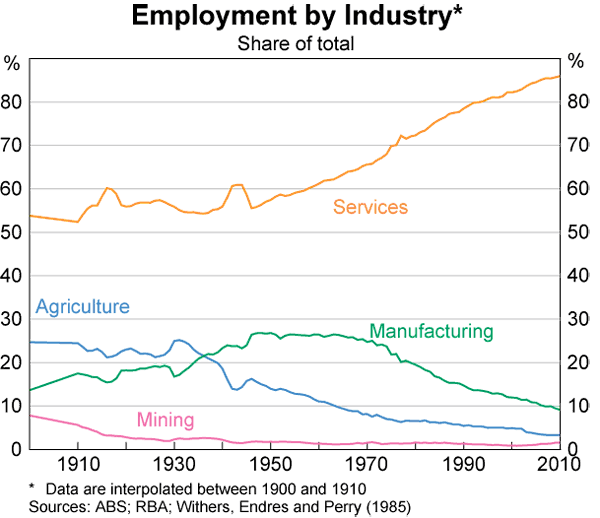 Employment by Industry*
Share of total
% %
80 80
70 70
60 60
Services
50 50
40 40
Agriculture
30 30
Manufacturing
20 20
10 10
Mining
0 0
1910 1930 1950 1970 1990 2010
* Data are interpolated between 1900 and 1910
Sources: ABS; RBA; Withers, Endres and Perry (1985)